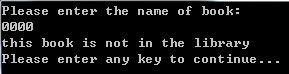 Please enter the name of book:
0000
this book is not in the library
Please enter any key to continue...